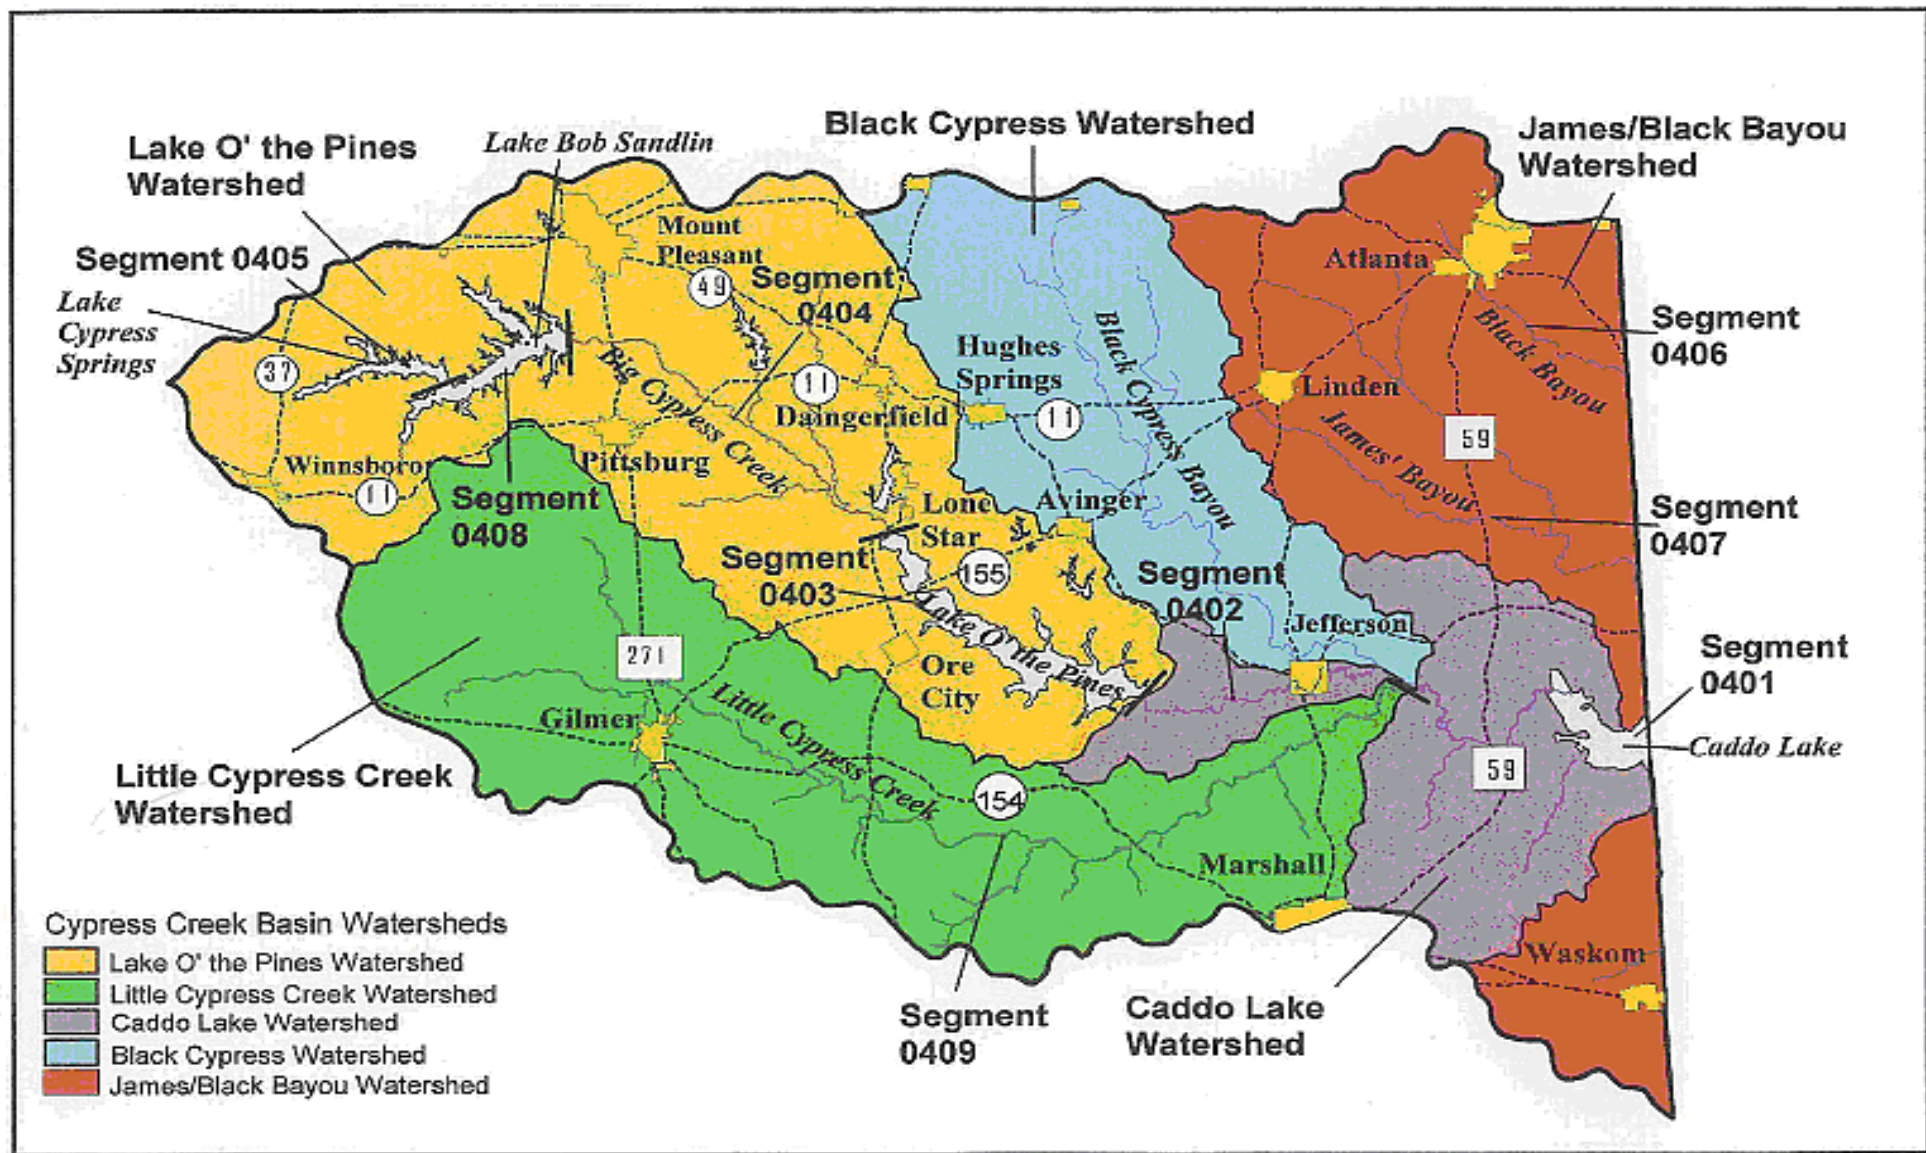 Black Cypress Watershed
James/Black Bayou
Watershed
Lake O' the Pines
Watershed
Lake Bob Sandlin
Segment 0405
Lake
Cypress
Springs
Mount
Pleasant
49
Segment
0404
Atlanta
Black Bayou
Segment
0406
37
Big Cypress Creek
11
Daingerfield
Hughes
Springs
11
Black Cypress Bayou
Linden
James' Bayou
59
Winnsboro
11
Pittsburg
Segment
0408
Lone
Star
Avinger
Segment
0407
Segment
0403
155
Lake O' the Pines
Segment
0402
Jefferson
271
Ore
City
Segment
0401
Caddo Lake
Gilmer
Little Cypress Creek
154
59
Little Cypress Creek
Watershed
Marshall
Waskom
Segment
0409
Caddo Lake
Watershed
Cypress Creek Basin Watersheds
Lake O' the Pines Watershed
Little Cypress Creek Watershed
Caddo Lake Watershed
Black Cypress Watershed
James/Black Bayou Watershed